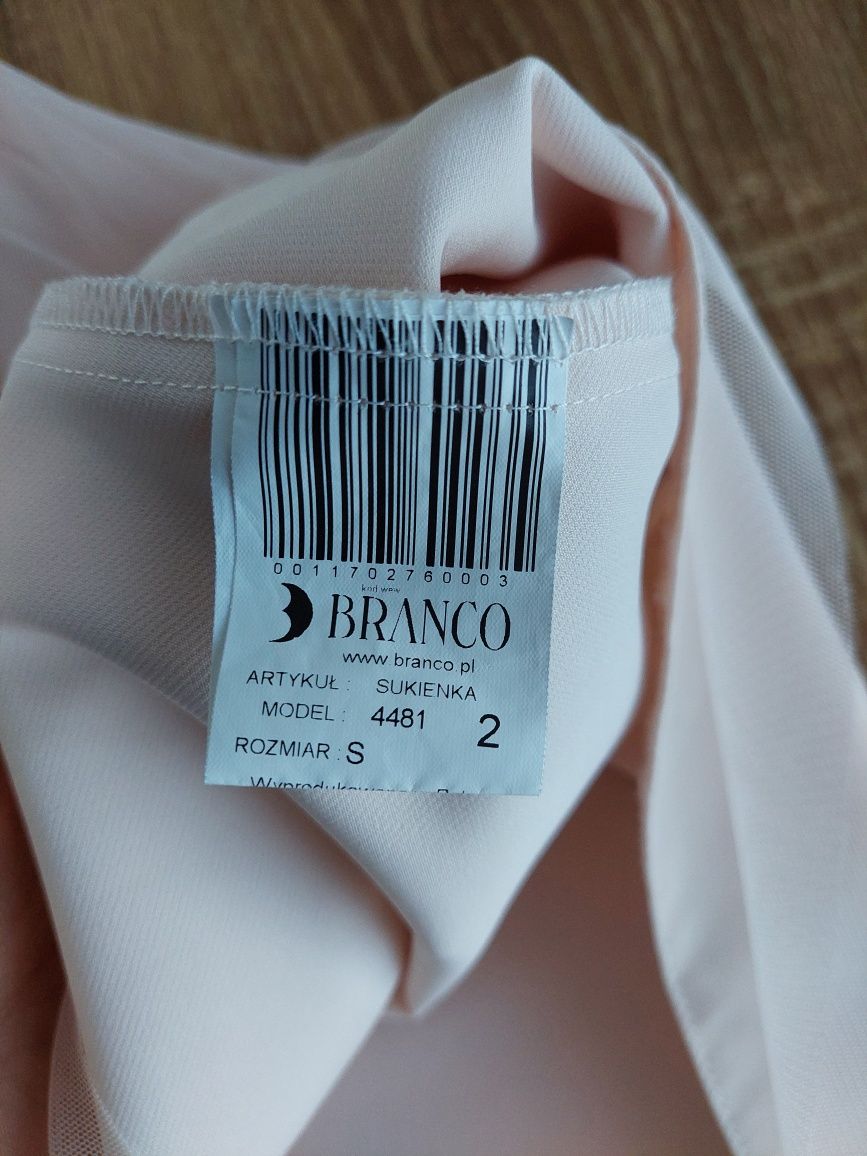 0011702760003
kod wew.
BRANCO
www.branco.pl
ARTYKUŁ : SUKIENKA
MODEL : 4481 2
ROZMIAR : S